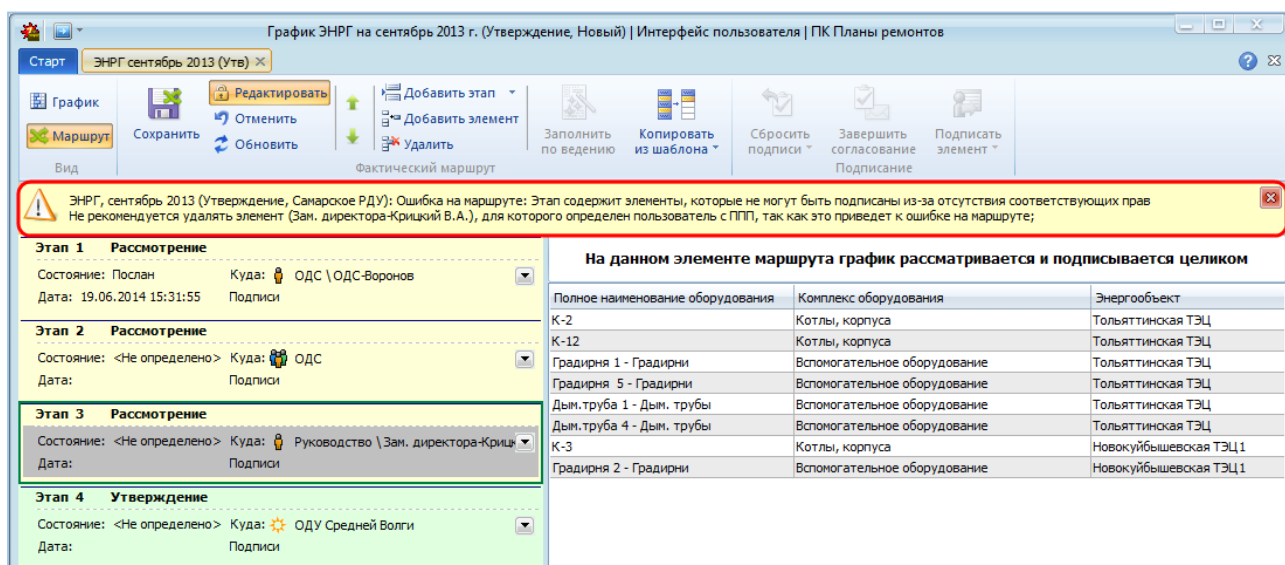 График ЭНРГ на сентябрь 2013 г. (Утверждение, Новый) | Интерфейс пользователя | ПК Планы ремонтов
Старт
ЭНРГ сентябрь 2013 (Утв)
График
Маршрут
Вид
Сохранить
Редактировать
Отменить
Обновить
Добавить этап
Добавить элемент
Удалить
Фактический маршрут
Заполнить
по ведению
Копировать
из шаблона
Сбросить
подписи
Завершить
согласование
Подписать
элемент
Подписание
ЭНРГ, сентябрь 2013 (Утверждение, Самарское РДУ): Ошибка на маршруте: Этап содержит элементы, которые не могут быть подписаны из-за отсутствия соответствующих прав
Не рекомендуется удалять элемент (Зам. директора-Крицкий В.А.), для которого определен пользователь с ППП, так как это приведет к ошибке на маршруте;
Этап 1 Рассмотрение
Состояние: Послан Куда: ОДС \ ОДС-Воронов
Дата: 19.06.2014 15:31:55 Подписи
Этап 2 Рассмотрение
Состояние: <Не определено> Куда: ОДС
Дата: Подписи
Этап 3 Рассмотрение
Состояние: <Не определено> Куда: Руководство \ Зам. директора-Криц
Дата: Подписи
Этап 4 Утверждение
Состояние: <Не определено> Куда: ОДУ Средней Волги
Дата: Подписи
На данном элементе маршрута график рассматривается и подписывается целиком
Полное наименование оборудования Комплекс оборудования Энергообъект
К-2 Котлы, корпуса Тольяттинская ТЭЦ
К-12 Котлы, корпуса Тольяттинская ТЭЦ
Градирня 1 - Градирни Вспомогательное оборудование Тольяттинская ТЭЦ
Градирня 5 - Градирни Вспомогательное оборудование Тольяттинская ТЭЦ
Дым.труба 1 - Дым. трубы Вспомогательное оборудование Тольяттинская ТЭЦ
Дым.труба 4 - Дым. трубы Вспомогательное оборудование Тольяттинская ТЭЦ
К-3 Котлы, корпуса Новокуйбышевская ТЭЦ1
Градирня 2 - Градирни Вспомогательное оборудование Новокуйбышевская ТЭЦ1